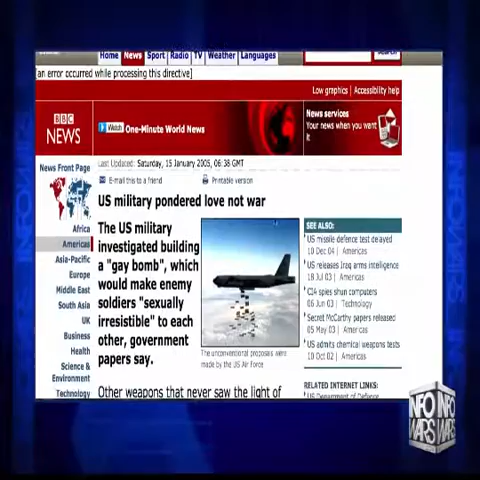 Home News Sport Radio TV Weather Languages
an error occurred while processing this directive]
Low graphics | Accessibility help
BBC
NEWS
Watch One-Minute World News
News services
Your news when you want
it
News Front Page
Last Updated: Saturday, 15 January 2005, 06:38 GMT
E-mail this to a friend
Printable version
US military pondered love not war
Africa
Americas
Asia-Pacific
Europe
Middle East
South Asia
UK
Business
Health
Science &
Environment
Technology
The US military
investigated building
a "gay bomb", which
would make enemy
soldiers "sexually
irresistible" to each
other, government
papers say.
The unconventional proposals were
made by the US Air Force
Other weapons that never saw the light of
SEE ALSO:
US missile defence test delayed
10 Dec 04 | Americas
US releases Iraq arms intelligence
18 Jul 03 | Americas
CIA spies shun computers
06 Jun 03 | Technology
Secret McCarthy papers released
05 May 03 | Americas
US admits chemical weapons tests
10 Oct 02 | Americas
RELATED INTERNET LINKS:
US Department of Defence
INFO
WARS
INFO
WARS